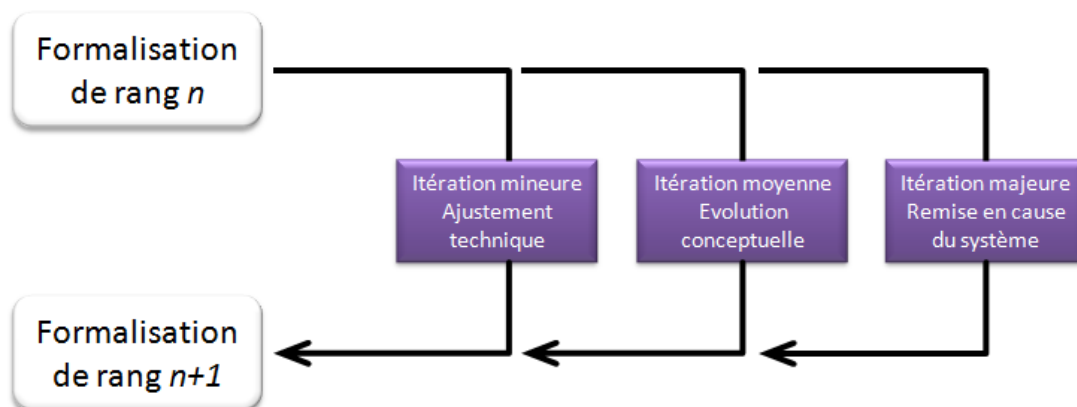 Formalisation
de rang n
Itération mineure
Ajustement
technique
Itération moyenne
Evolution
conceptuelle
Itération majeure
Remise en cause
du système
Formalisation
de rang n+1